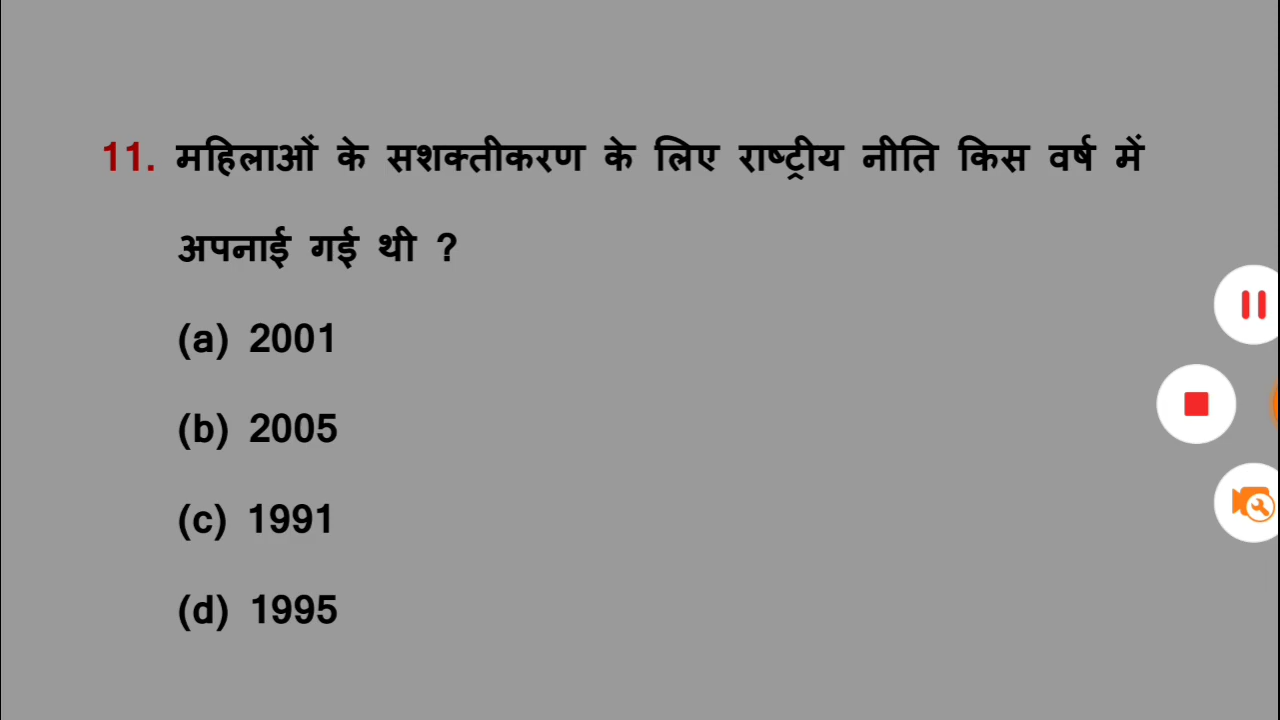 11. महिलाओं के सशक्तीकरण के लिए राष्ट्रीय नीति किस वर्ष में
अपनाई गई थी ?
(a) 2001
(b) 2005
(c) 1991
(d) 1995